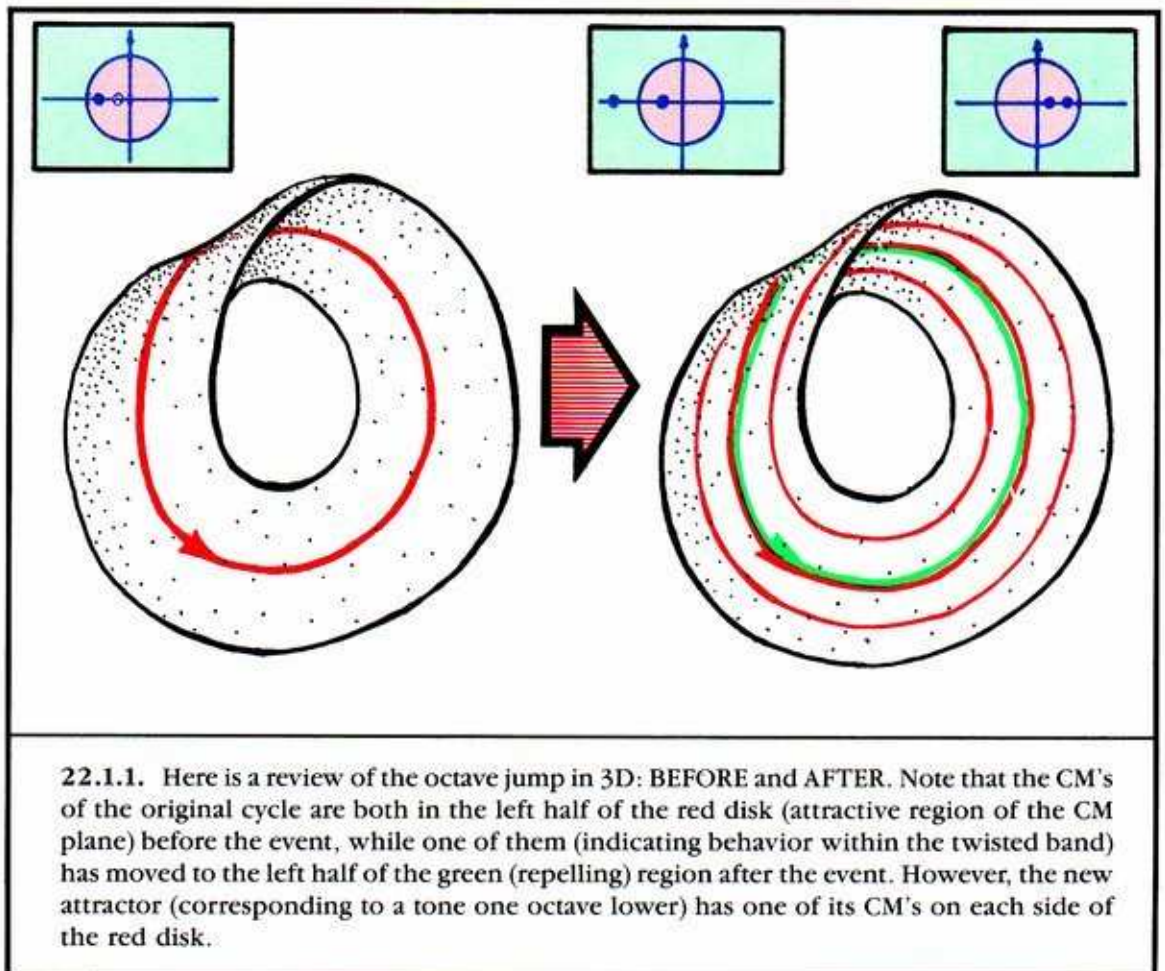 22.1.1. Here is a review of the octave jump in 3D: BEFORE and AFTER. Note that the CM's
of the original cycle are both in the left half of the red disk (attractive region of the CM
plane) before the event, while one of them (indicating behavior within the twisted band)
has moved to the left half of the green (repelling) region after the event. However, the new
attractor (corresponding to a tone one octave lower) has one of its CM's on each side of
the red disk.